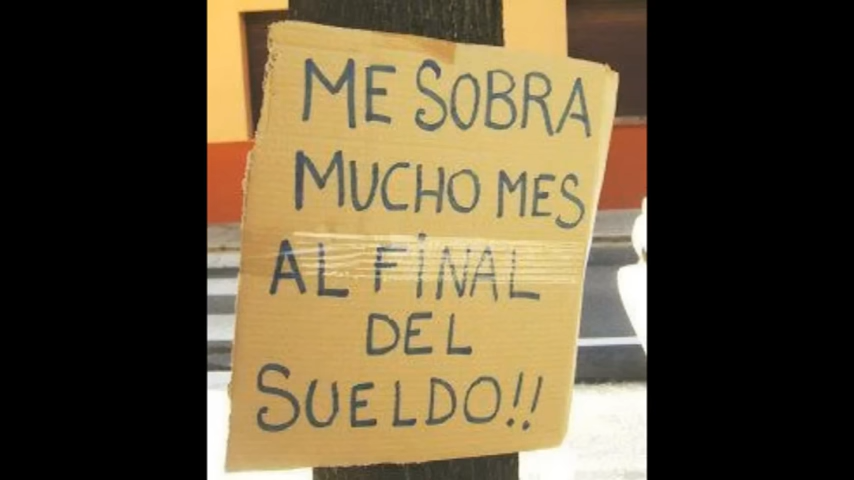 ME SOBRA
MUCHO MES
AL FINAL
DEL
SUELDO!!